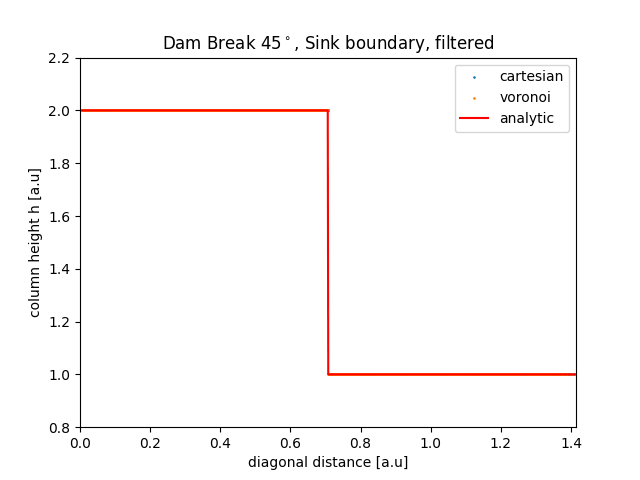 Dam Break 45°, Sink boundary, filtered
2.2
2.0
1.8
1.6
1.4
1.2
1.0
0.8
column height h [a.u]
cartesian
voronoi
analytic
0.0 0.2 0.4 0.6 0.8 1.0 1.2 1.4
diagonal distance [a.u]